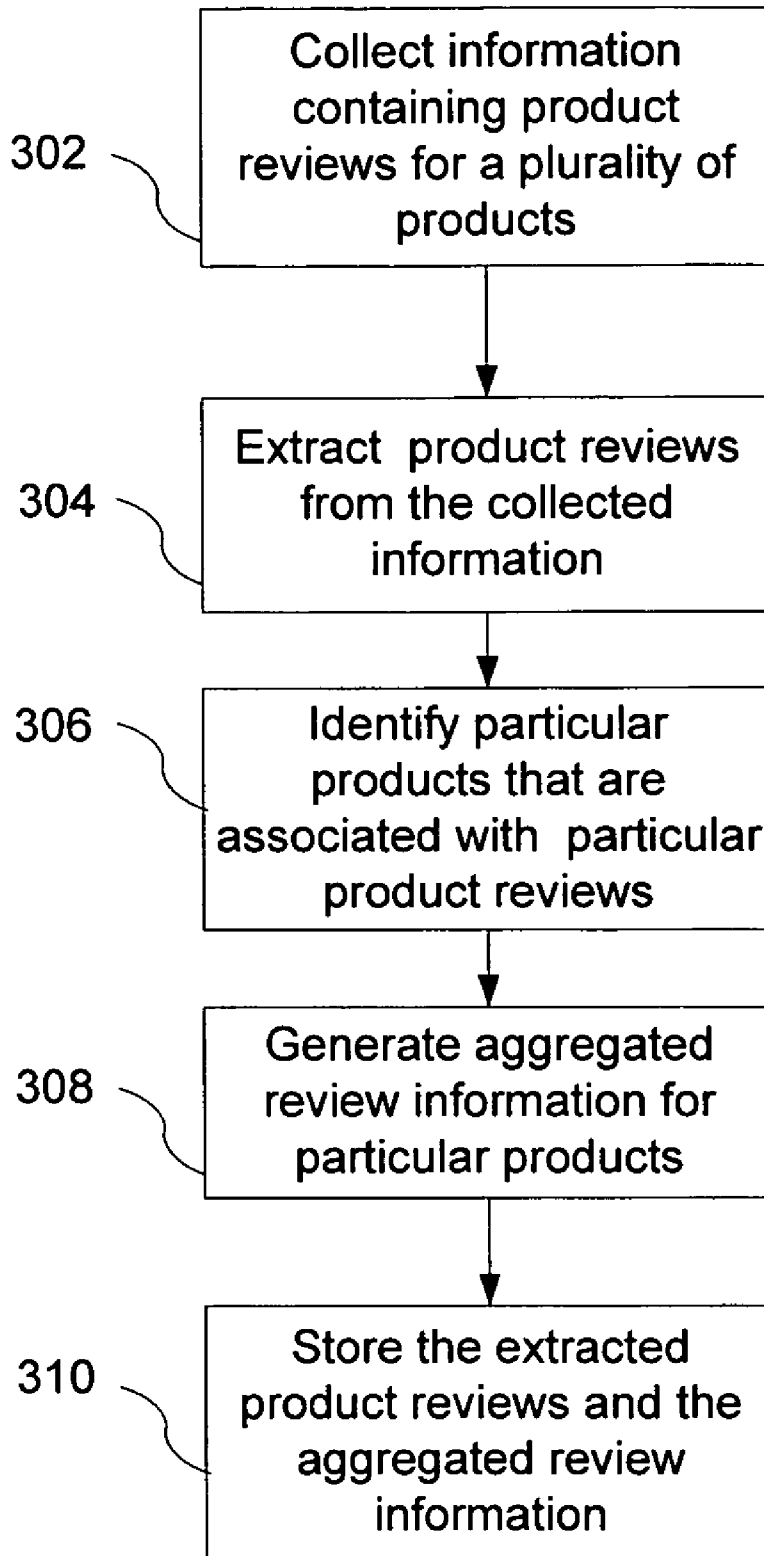 Collect information
containing product
reviews for a plurality of
products
302
Extract product reviews
from the collected
information
304
Identify particular
products that are
associated with particular
product reviews
306
Generate aggregated
review information for
particular products
308
Store the extracted
product reviews and the
aggregated review
information
310